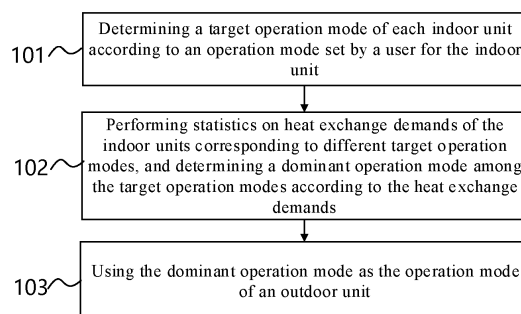 101
Determining a target operation mode of each indoor unit
according to an operation mode set by a user for the indoor
unit
102
Performing statistics on heat exchange demands of the
indoor units corresponding to different target operation
modes, and determining a dominant operation mode among
the target operation modes according to the heat exchange
demands
103
Using the dominant operation mode as the operation mode
of an outdoor unit